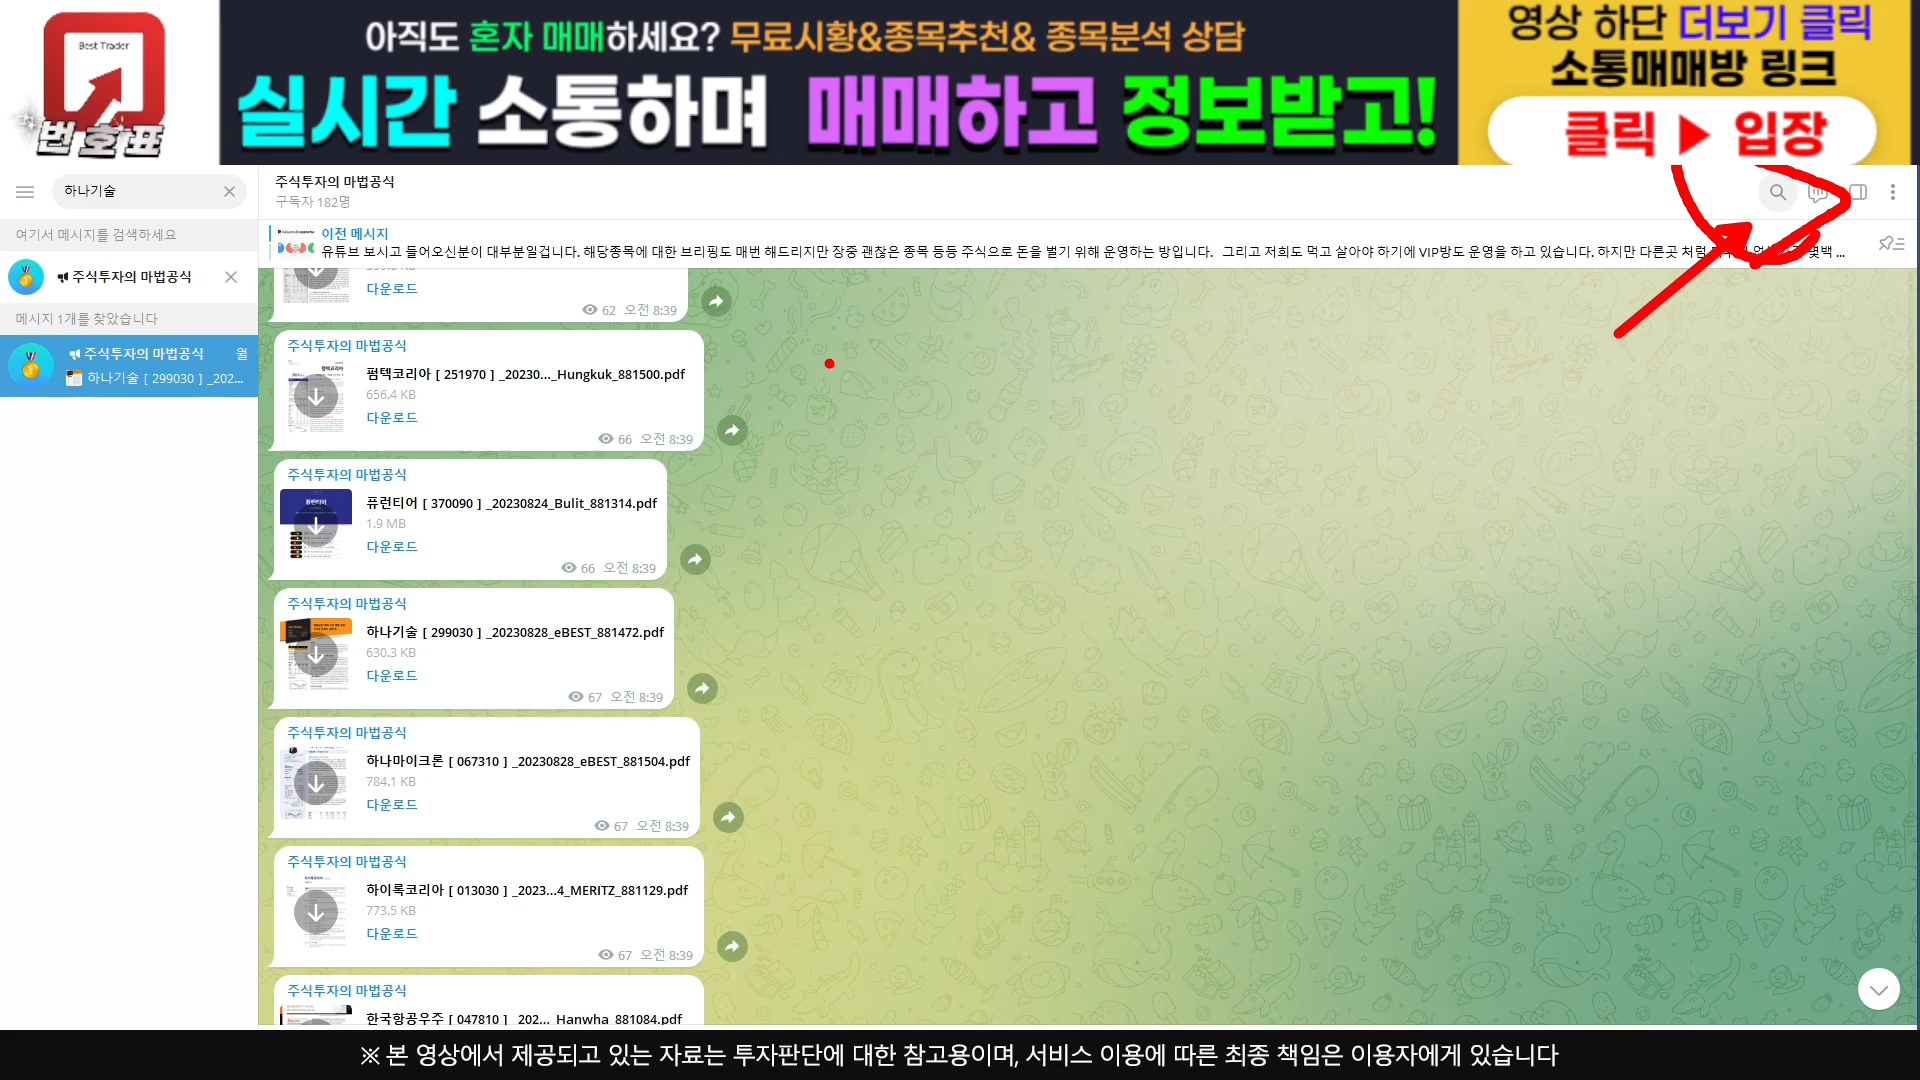 Best Trader
번호표
아직도 혼자 매매하세요? 무료시황&종목추천& 종목분석 상담
실시간 소통하며 매매하고 정보받고!
영상 하단 더보기 클릭
소통매매방 링크
클릭 ▶ 입장
하나기술
여기서 메시지를 검색하세요
주식투자의 마법공식
메시지 1개를 찾았습니다
주식투자의 마법공식 월
하나기술 [ 299030 ] _202...
주식투자의 마법공식
구독자 182명
이전 메시지
유튜브 보시고 들어오신분이 대부분일겁니다. 해당종목에 대한 브리핑도 매번 해드리지만 장중 괜찮은 종목 등등 주식으로 돈을 벌기 위해 운영하는 방입니다. 그리고 저희도 먹고 살아야 하기에 VIP방도 운영을 하고 있습니다. 하지만 다른곳 처럼 몇백 ...
다운로드
62 오전 8:39
주식투자의 마법공식
펌텍코리아 [ 251970 ] _20230..._Hungkuk_881500.pdf
656.4 KB
다운로드
66 오전 8:39
주식투자의 마법공식
퓨런티어
퓨런티어 [ 370090 ] _20230824_Bulit_881314.pdf
1.9 MB
다운로드
66 오전 8:39
주식투자의 마법공식
하나기술 [ 299030 ] _20230828_eBEST_881472.pdf
630.3 KB
다운로드
67 오전 8:39
주식투자의 마법공식
하나마이크론 [ 067310 ] _20230828_eBEST_881504.pdf
784.1 KB
다운로드
67 오전 8:39
주식투자의 마법공식
하이록코리아 [ 013030 ] _2023...4_MERITZ_881129.pdf
773.5 KB
다운로드
67 오전 8:39
주식투자의 마법공식
한국항공우주 [ 047810 ] _202..._Hanwha_881084.pdf
※ 본 영상에서 제공되고 있는 자료는 투자판단에 대한 참고용이며, 서비스 이용에 따른 최종 책임은 이용자에게 있습니다